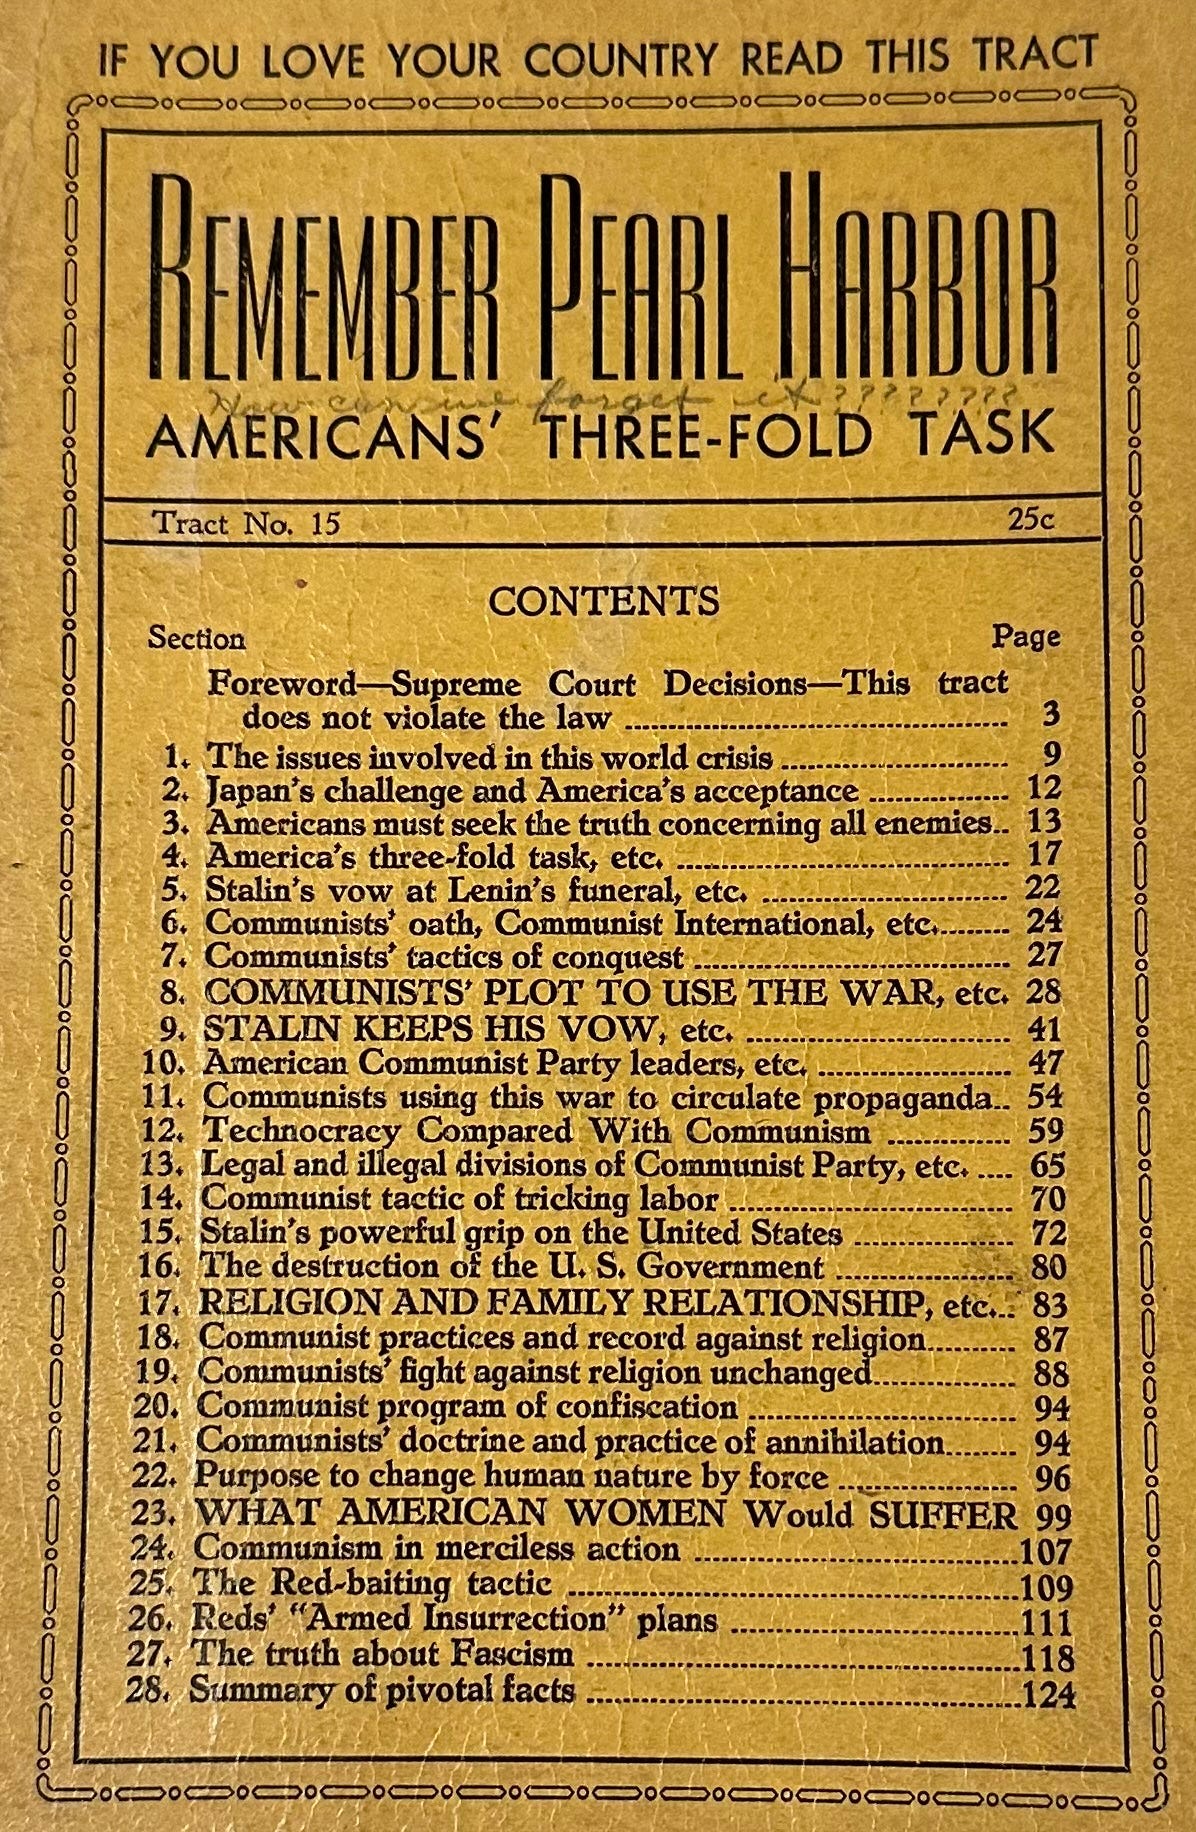 IF YOU LOVE YOUR COUNTRY READ THIS TRACT
REMEMBER PEARL HARBOR
How can we forget it?????????
AMERICANS' THREE-FOLD TASK
Tract No. 15 25c
CONTENTS
Section Page
Foreword—Supreme Court Decisions—This tract
does not violate the law ........................ 3
1. The issues involved in this world crisis ........................ 9
2. Japan's challenge and America's acceptance ................ 12
3. Americans must seek the truth concerning all enemies.. 13
4. America's three-fold task, etc. ........................ 17
5. Stalin's vow at Lenin's funeral, etc. ........................ 22
6. Communists' oath, Communist International, etc......... 24
7. Communists' tactics of conquest ........................ 27
8. COMMUNISTS' PLOT TO USE THE WAR, etc. 28
9. STALIN KEEPS HIS VOW, etc. ........................ 41
10. American Communist Party leaders, etc. ........................ 47
11. Communists using this war to circulate propaganda.. 54
12. Technocracy Compared With Communism .............. 59
13. Legal and illegal divisions of Communist Party, etc. .... 65
14. Communist tactic of tricking labor ........................ 70
15. Stalin's powerful grip on the United States .................. 72
16. The destruction of the U. S. Government .................... 80
17. RELIGION AND FAMILY RELATIONSHIP, etc... 83
18. Communist practices and record against religion.......... 87
19. Communists' fight against religion unchanged................ 88
20. Communist program of confiscation ........................ 94
21. Communists' doctrine and practice of annihilation........ 94
22. Purpose to change human nature by force .................... 96
23. WHAT AMERICAN WOMEN Would SUFFER 99
24. Communism in merciless action ........................107
25. The Red-baiting tactic ........................109
26. Reds' "Armed Insurrection" plans ........................111
27. The truth about Fascism ........................118
28. Summary of pivotal facts ........................124